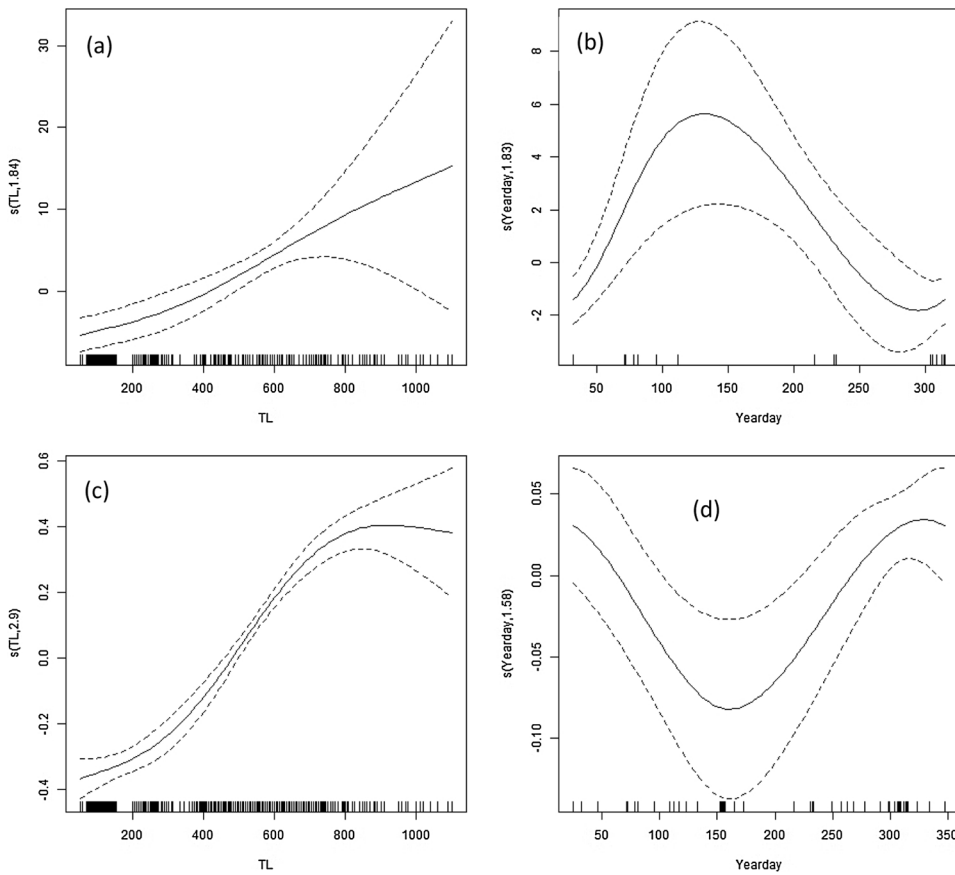 (a)
s(TL,1.84)
0 10 20 30
200 400 600 800 1000
TL
(b)
s(Yearday,1.83)
-2 0 2 4 6 8
50 100 150 200 250 300
Yearday
(c)
s(TL,2.9)
-0.4 -0.2 0.0 0.2 0.4 0.6
200 400 600 800 1000
TL
(d)
s(Yearday,1.58)
-0.10 -0.05 0.00 0.05
50 100 150 200 250 300 350
Yearday